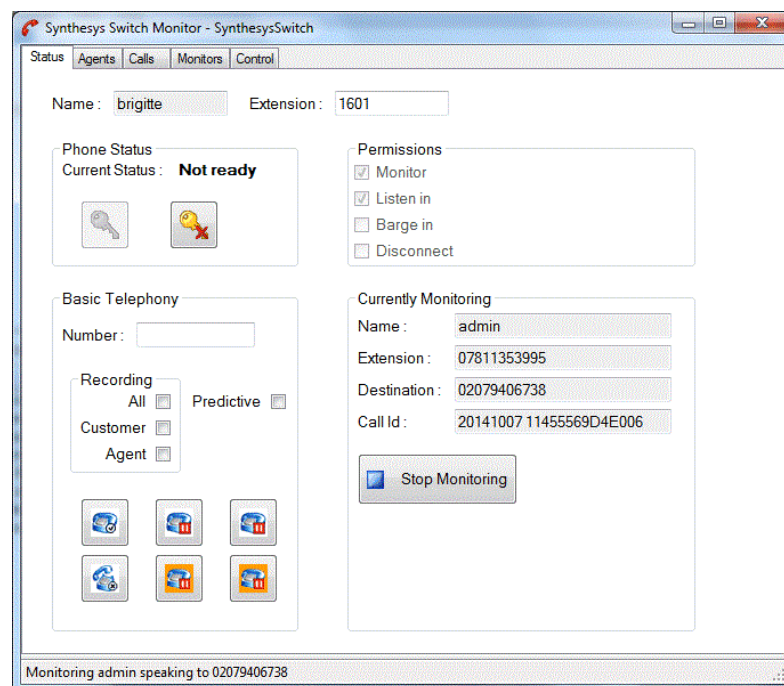 Synthesys Switch Monitor - SynthesysSwitch
Status Agents Calls Monitors Control
Name : brigitte Extension : 1601
Phone Status
Current Status : Not ready
Permissions
Monitor
Listen in
Barge in
Disconnect
Basic Telephony
Number :
Recording
All
Customer
Agent
Predictive
Currently Monitoring
Name : admin
Extension : 07811353995
Destination : 02079406738
Call Id : 20141007 11455569D4E006
Stop Monitoring
Monitoring admin speaking to 02079406738